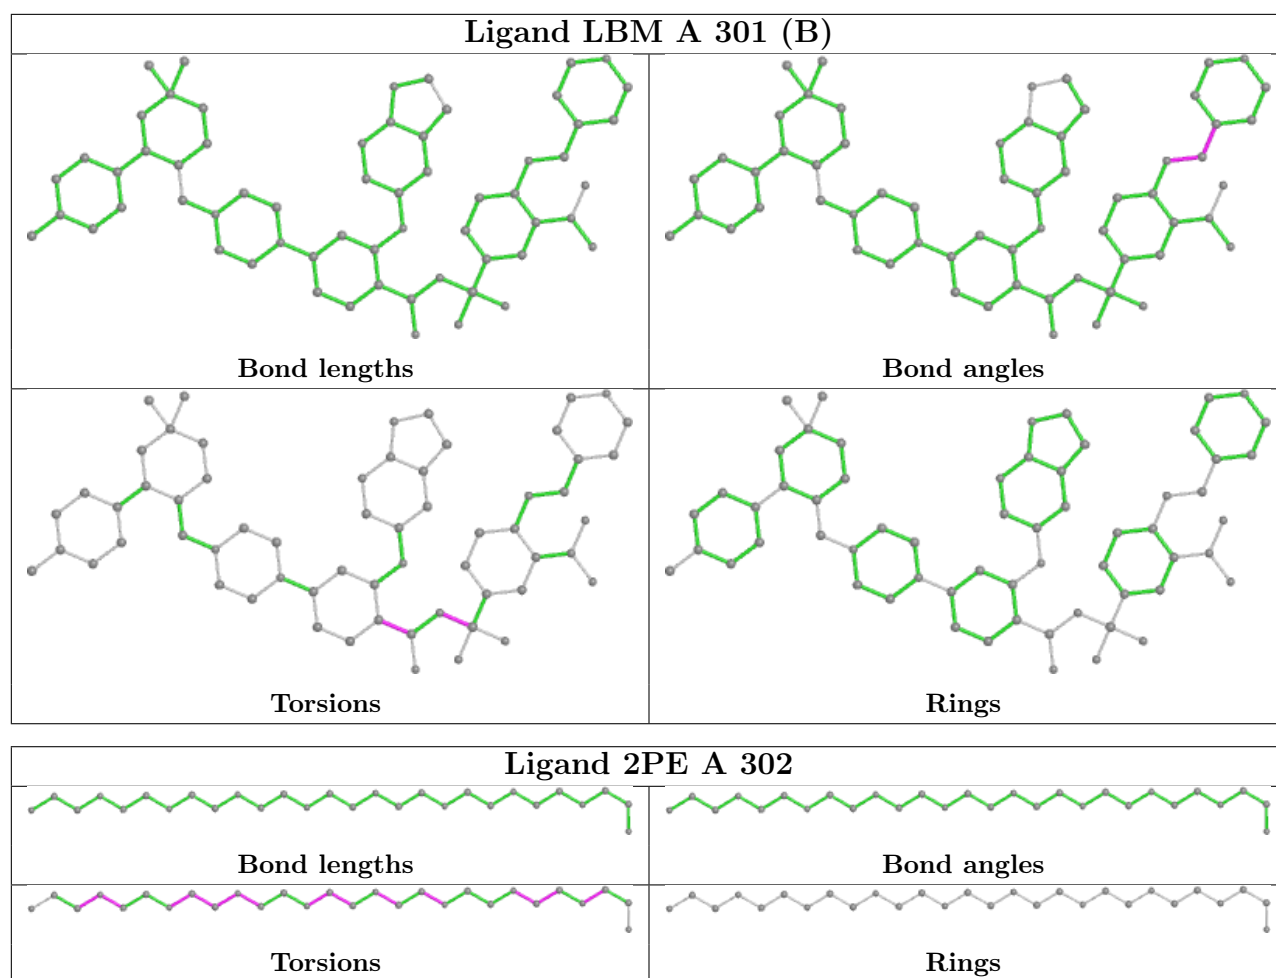 Ligand LBM A 301 (B)
Bond lengths
Bond angles
Torsions
Rings
Ligand 2PE A 302
Bond lengths
Bond angles
Torsions
Rings